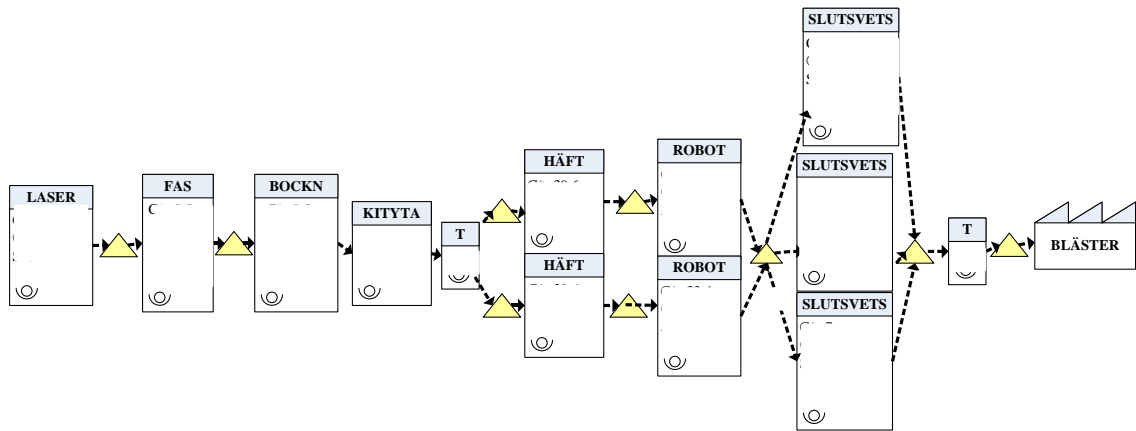 SLUTSVETS
HÄFT
ROBOT
LASER
FAS
BOCKN
KITYTA
T
SLUTSVETS
T
BLÄSTER
HÄFT
ROBOT
SLUTSVETS